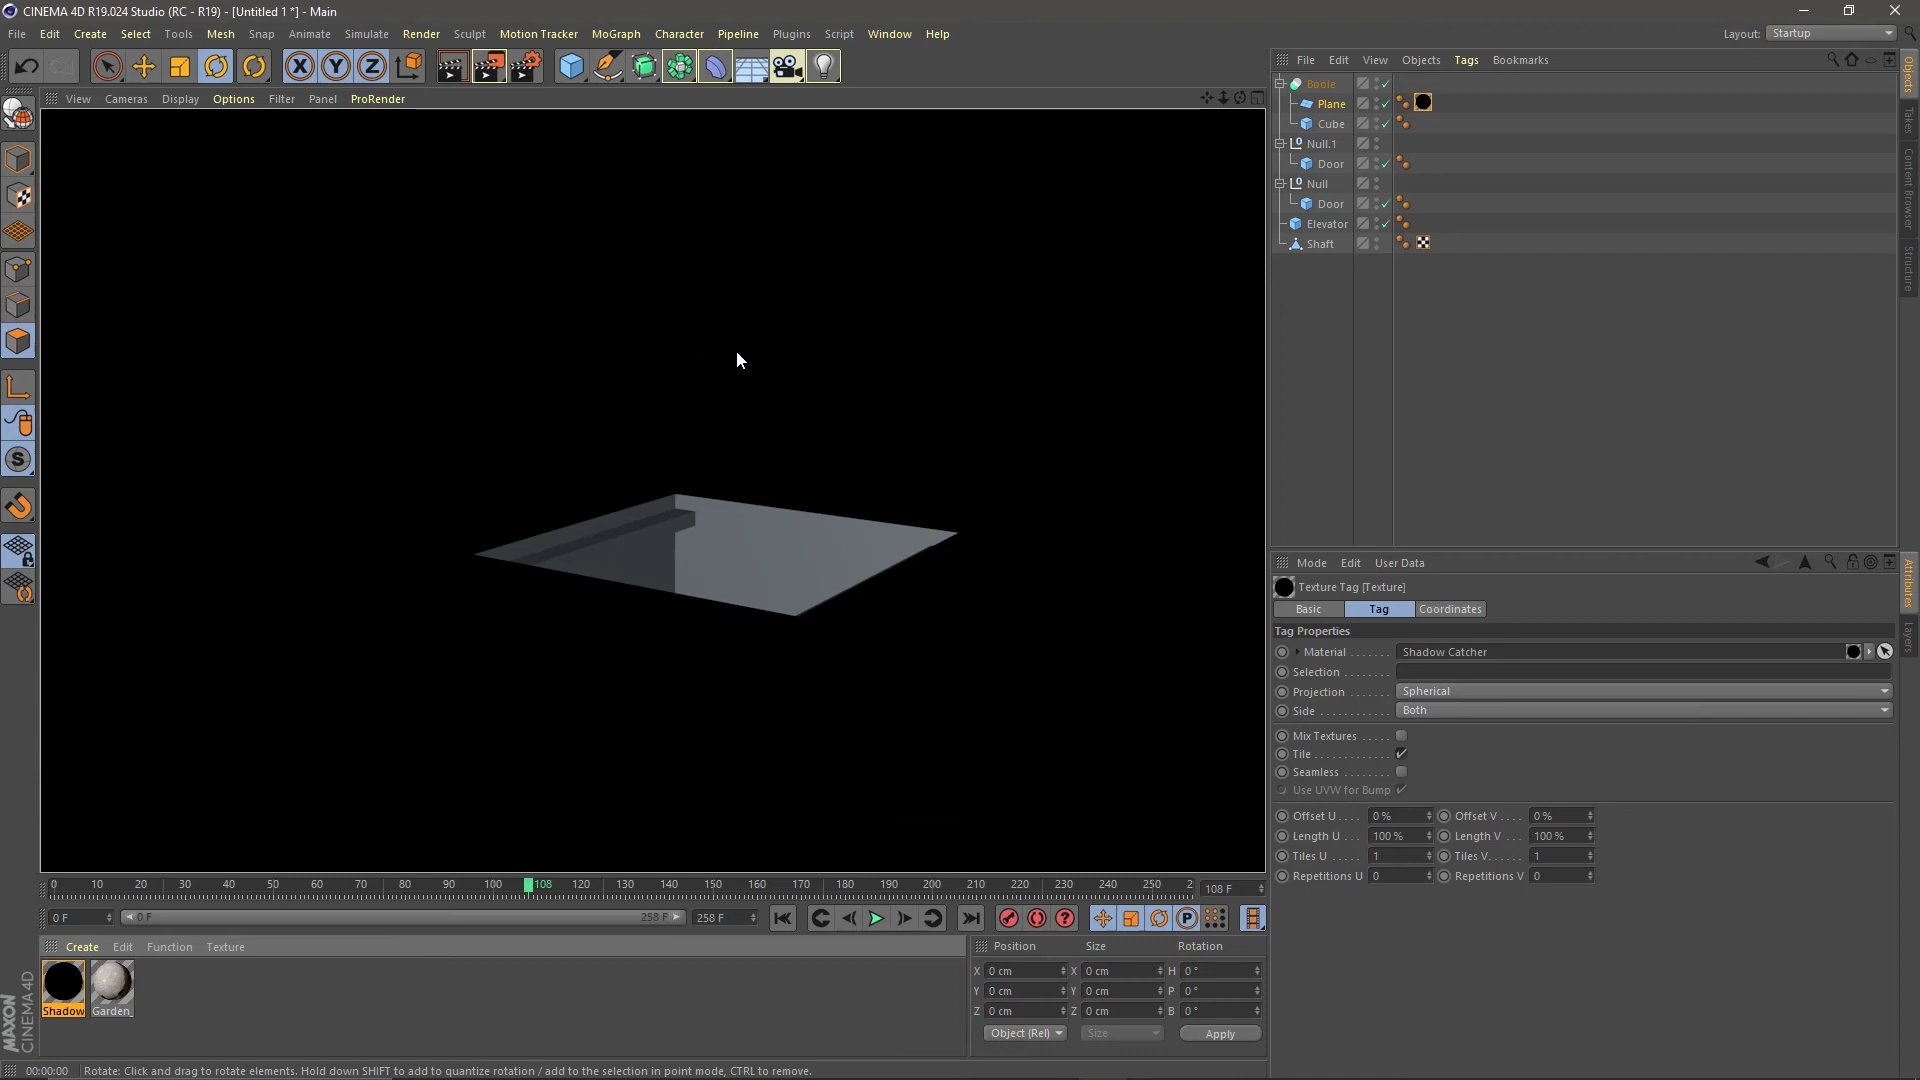 CINEMA 4D R19.024 Studio (RC - R19) - [Untitled 1 *] - Main
File Edit Create Select Tools Mesh Snap Animate Simulate Render Sculpt Motion Tracker MoGraph Character Pipeline Plugins Script Window Help
Layout: Startup
View Cameras Display Options Filter Panel ProRender
File Edit View Objects Tags Bookmarks
Boole
Plane
Cube
Null.1
Door
Null
Door
Elevator
Shaft
Objects
Takes
Content Browser
Structure
Mode Edit User Data
Texture Tag [Texture]
Basic Tag Coordinates
Tag Properties
Material Shadow Catcher
Selection
Projection Spherical
Side Both
Mix Textures
Tile
Seamless
Use UVW for Bump
Offset U 0 % Offset V 0 %
Length U 100 % Length V 100 %
Tiles U 1 Tiles V 1
Repetitions U 0 Repetitions V 0
Attributes
Layers
0 10 20 30 40 50 60 70 80 90 100 108 120 130 140 150 160 170 180 190 200 210 220 230 240 250 2 108 F
0 F 0 F 258 F 258 F
Create Edit Function Texture
Shadow Garden_
Position Size Rotation
X 0 cm X 0 cm H 0 °
Y 0 cm Y 0 cm P 0 °
Z 0 cm Z 0 cm B 0 °
Object (Rel) Size Apply
MAXON
CINEMA 4D
00:00:00 Rotate: Click and drag to rotate elements. Hold down SHIFT to add to quantize rotation / add to the selection in point mode, CTRL to remove.